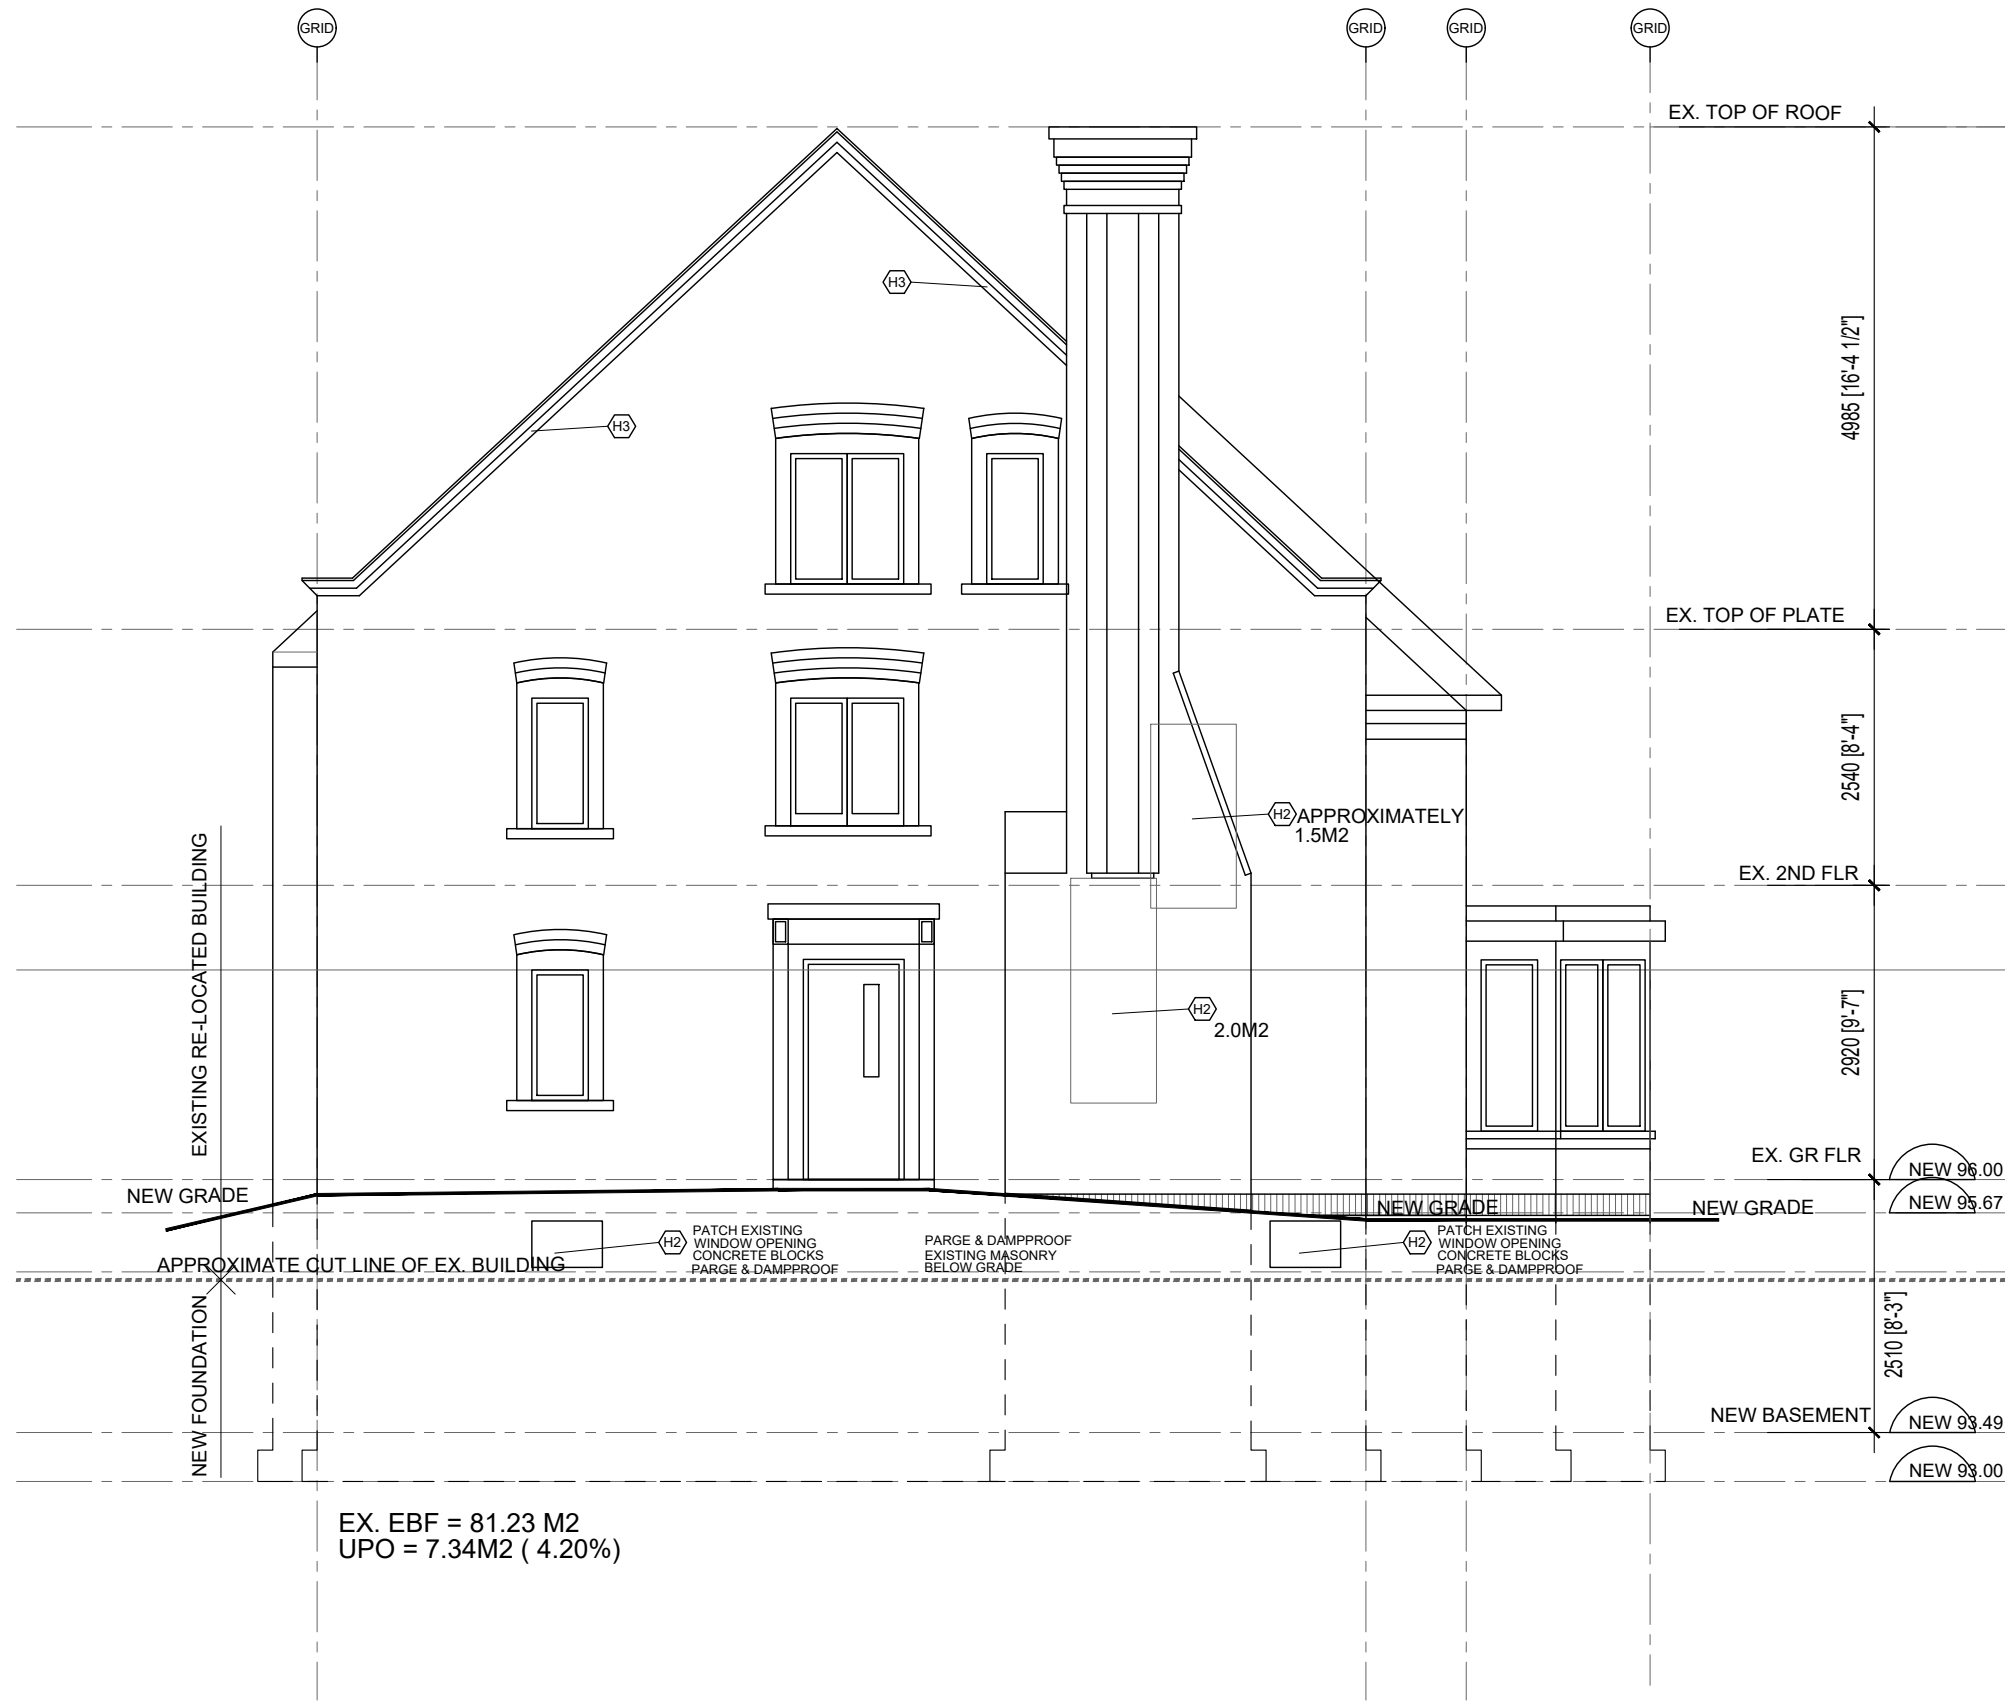 GRID
GRID
GRID
GRID
EX. TOP OF ROOF
H3
4985 [16'-4 1/2"]
H3
EX. TOP OF PLATE
2540 [8'-4"]
H2 APPROXIMATELY
1.5M2
EX. 2ND FLR
EXISTING RE-LOCATED BUILDING
H2
2.0M2
2920 [9'-7"]
EX. GR FLR
NEW 96.00
NEW GRADE
NEW GRADE
NEW GRADE
NEW 95.67
H2
PATCH EXISTING
WINDOW OPENING
CONCRETE BLOCKS
PARGE & DAMPPROOF
PARGE & DAMPPROOF
EXISTING MASONRY
BELOW GRADE
H2
PATCH EXISTING
WINDOW OPENING
CONCRETE BLOCKS
PARGE & DAMPPROOF
APPROXIMATE CUT LINE OF EX. BUILDING
NEW FOUNDATION
2510 [8'-3"]
NEW BASEMENT
NEW 93.49
NEW 93.00
EX. EBF = 81.23 M2
UPO = 7.34M2 ( 4.20%)